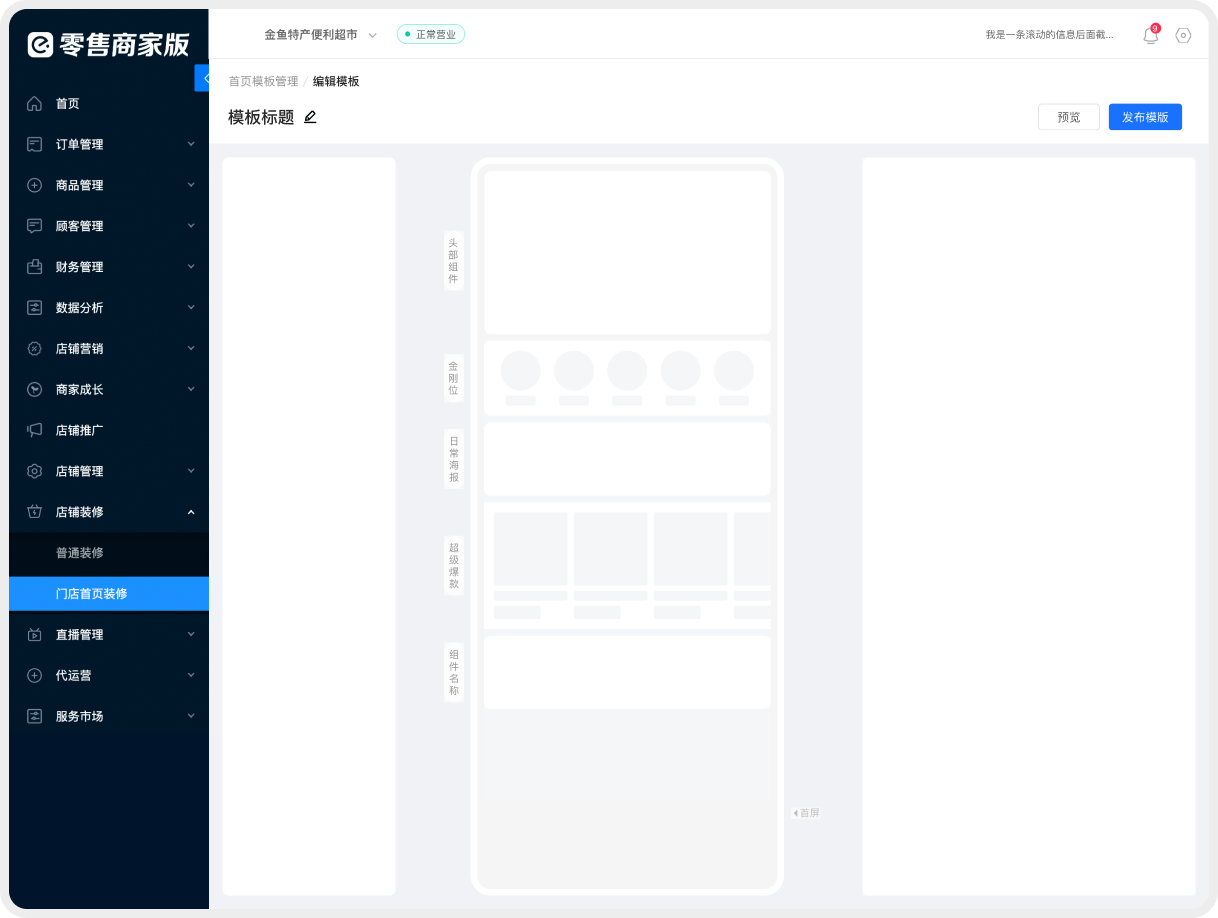 零售商家版
金鱼特产便利超市
正常营业
我是一条滚动的信息后面截...
9
首页模板管理 / 编辑模板
模板标题
预览
发布模版
首页
订单管理
商品管理
顾客管理
财务管理
数据分析
店铺营销
商家成长
店铺推广
店铺管理
店铺装修
普通装修
门店首页装修
直播管理
代运营
服务市场
头部组件
金刚位
日常海报
超级爆款
组件名称
首屏